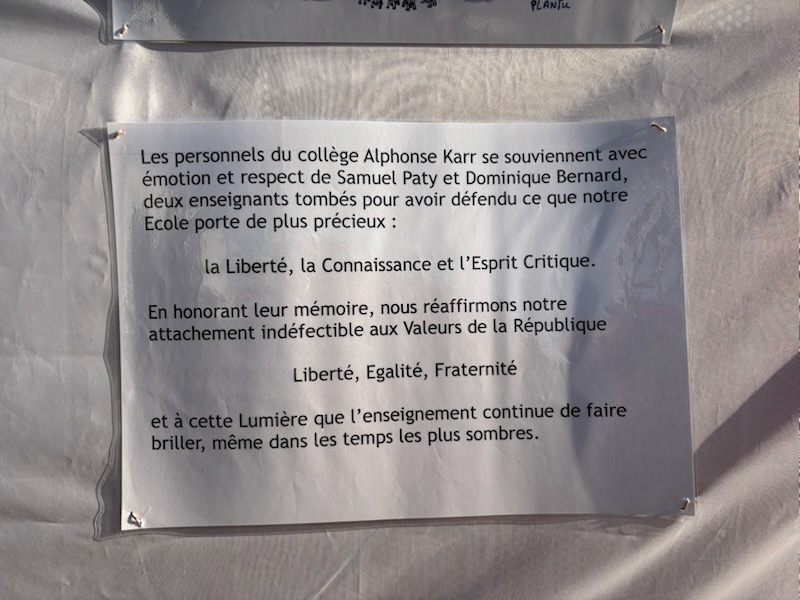 PLANTU
Les personnels du collège Alphonse Karr se souviennent avec
émotion et respect de Samuel Paty et Dominique Bernard,
deux enseignants tombés pour avoir défendu ce que notre
Ecole porte de plus précieux :
la Liberté, la Connaissance et l'Esprit Critique.
En honorant leur mémoire, nous réaffirmons notre
attachement indéfectible aux Valeurs de la République
Liberté, Egalité, Fraternité
et à cette Lumière que l'enseignement continue de faire
briller, même dans les temps les plus sombres.